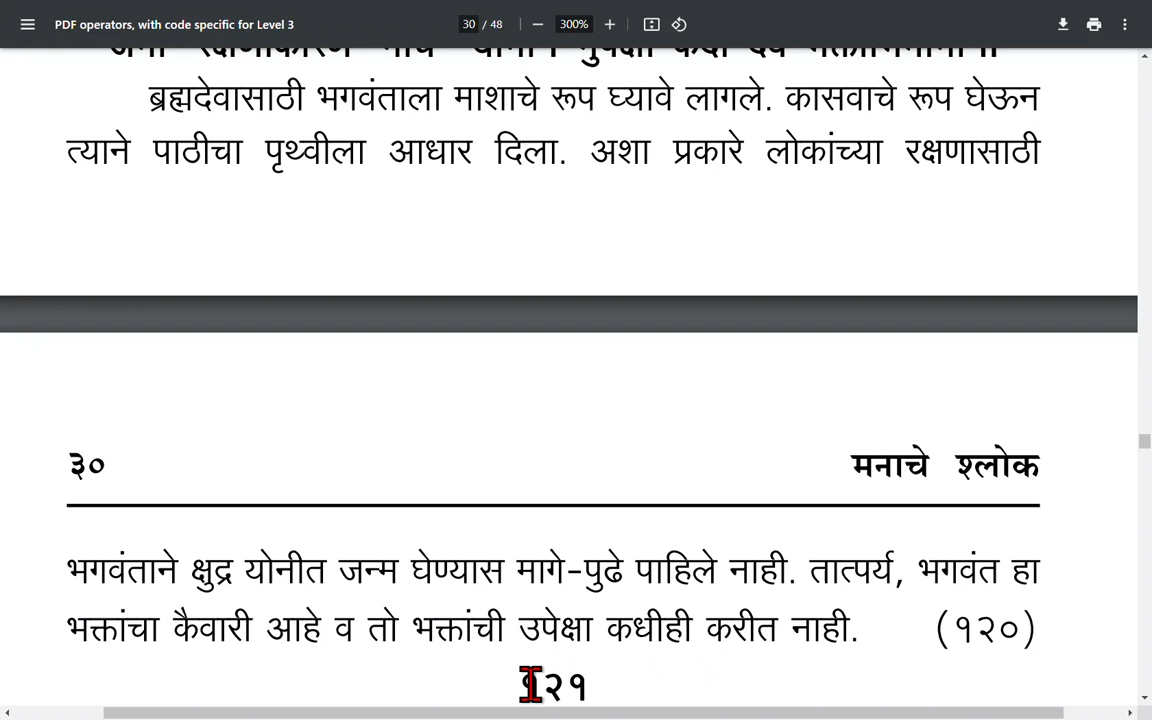 PDF operators, with code specific for Level 3
30 / 48
300%
ब्रह्मदेवासाठी भगवंताला माशाचे रूप घ्यावे लागले. कासवाचे रूप घेऊन
त्याने पाठीचा पृथ्वीला आधार दिला. अशा प्रकारे लोकांच्या रक्षणासाठी
३०
मनाचे श्लोक
भगवंताने क्षुद्र योनीत जन्म घेण्यास मागे-पुढे पाहिले नाही. तात्पर्य, भगवंत हा
भक्तांचा कैवारी आहे व तो भक्तांची उपेक्षा कधीही करीत नाही. (१२०)
१२१